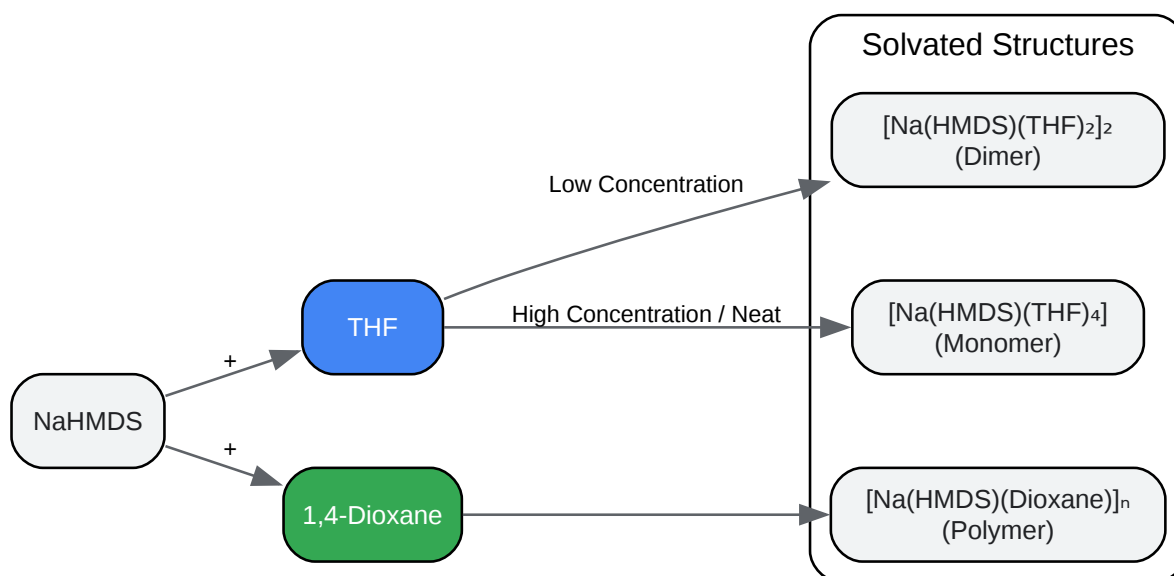 Solvated Structures
[Na(HMDS)(THF)₂]₂
(Dimer)
Low Concentration
THF
High Concentration / Neat
[Na(HMDS)(THF)₄]
(Monomer)
+
NaHMDS
+
1,4-Dioxane
[Na(HMDS)(Dioxane)]ₙ
(Polymer)